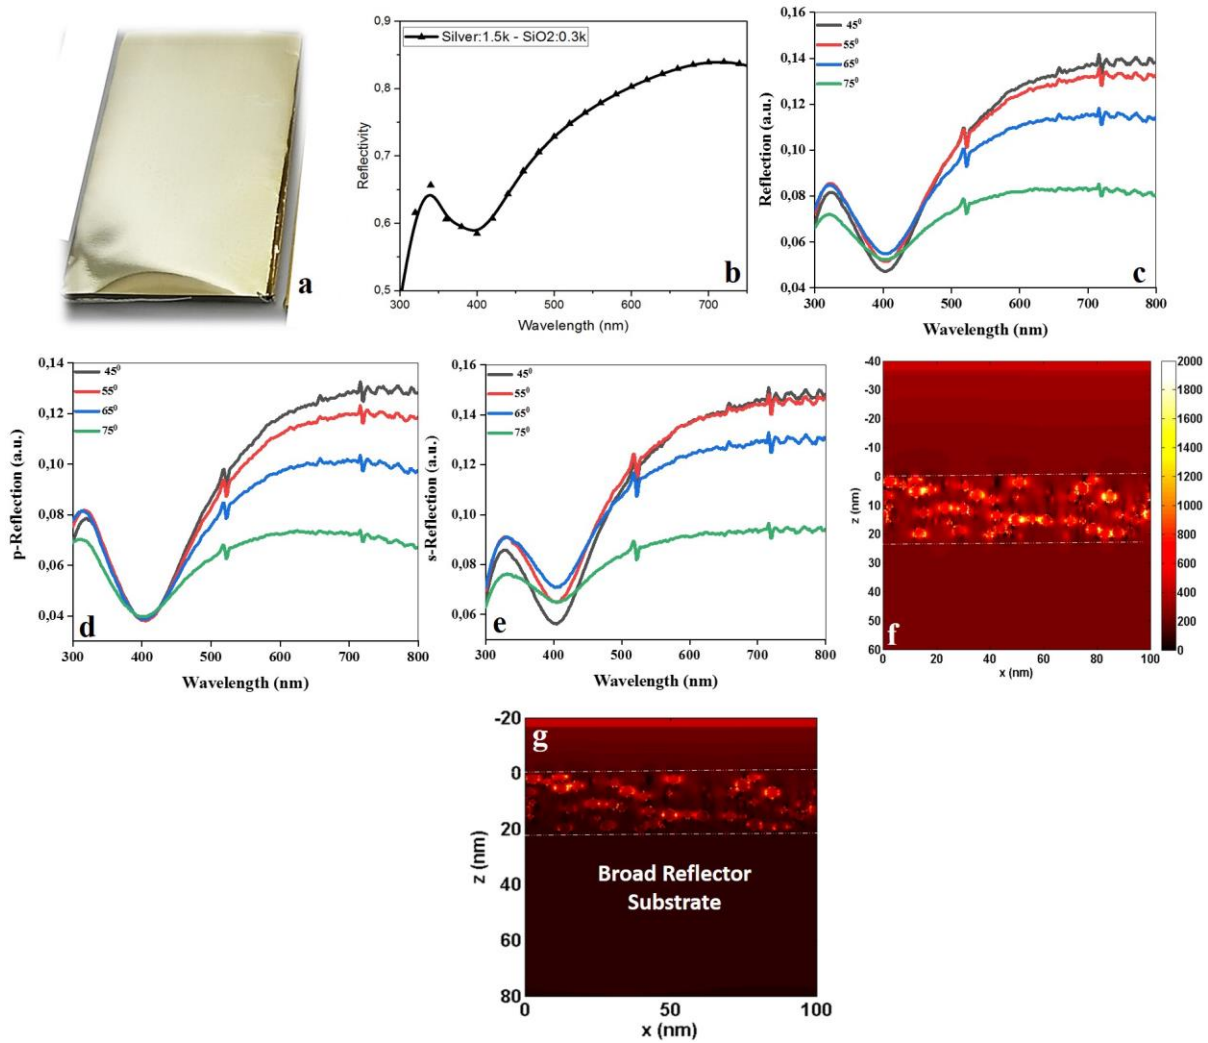 a
0,9
0,8
0,7
0,6
0,5
Reflectivity
Silver:1.5k - SiO2:0.3k
b
300 400 500 600 700
Wavelength (nm)
0,16
0,14
0,12
0,10
0,08
0,06
0,04
Reflection (a.u.)
45⁰
55⁰
65⁰
75⁰
c
300 400 500 600 700 800
Wavelength (nm)
0,14
0,12
0,10
0,08
0,06
0,04
p-Reflection (a.u.)
45⁰
55⁰
65⁰
75⁰
d
300 400 500 600 700 800
Wavelength (nm)
0,16
0,14
0,12
0,10
0,08
0,06
s-Reflection (a.u.)
45⁰
55⁰
65⁰
75⁰
e
300 400 500 600 700 800
Wavelength (nm)
-40
-30
-20
-10
0
10
20
30
40
50
60
z (nm)
f
0 20 40 60 80 100
x (nm)
2000
1800
1600
1400
1200
1000
800
600
400
200
0
-20
0
20
40
60
80
z (nm)
g
Broad Reflector
Substrate
0 50 100
x (nm)